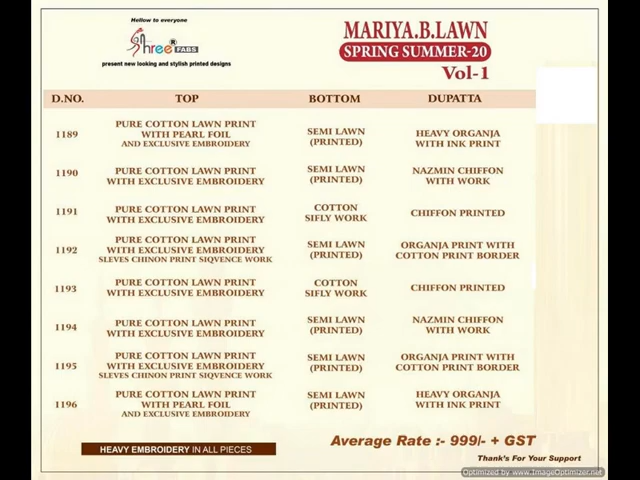 Hello to everyone
Shree® FABS
present new looking and stylish printed designs
MARIYA.B.LAWN
SPRING SUMMER-20
Vol-1
D.NO. TOP BOTTOM DUPATTA
1189 PURE COTTON LAWN PRINT WITH PEARL FOIL AND EXCLUSIVE EMBROIDERY SEMI LAWN (PRINTED) HEAVY ORGANJA WITH INK PRINT
1190 PURE COTTON LAWN PRINT WITH EXCLUSIVE EMBROIDERY SEMI LAWN (PRINTED) NAZMIN CHIFFON WITH WORK
1191 PURE COTTON LAWN PRINT WITH EXCLUSIVE EMBROIDERY COTTON SIFLY WORK CHIFFON PRINTED
1192 PURE COTTON LAWN PRINT WITH EXCLUSIVE EMBROIDERY SLEVES CHINON PRINT SIQVENCE WORK SEMI LAWN (PRINTED) ORGANJA PRINT WITH COTTON PRINT BORDER
1193 PURE COTTON LAWN PRINT WITH EXCLUSIVE EMBROIDERY COTTON SIFLY WORK CHIFFON PRINTED
1194 PURE COTTON LAWN PRINT WITH EXCLUSIVE EMBROIDERY SEMI LAWN (PRINTED) NAZMIN CHIFFON WITH WORK
1195 PURE COTTON LAWN PRINT WITH EXCLUSIVE EMBROIDERY SLEVES CHINON PRINT SIQVENCE WORK SEMI LAWN (PRINTED) ORGANJA PRINT WITH COTTON PRINT BORDER
1196 PURE COTTON LAWN PRINT WITH PEARL FOIL AND EXCLUSIVE EMBROIDERY SEMI LAWN (PRINTED) HEAVY ORGANJA WITH INK PRINT
HEAVY EMBROIDERY IN ALL PIECES
Average Rate :- 999/- + GST
Thank's For Your Support
Optimized by www.ImageOptimizer.net